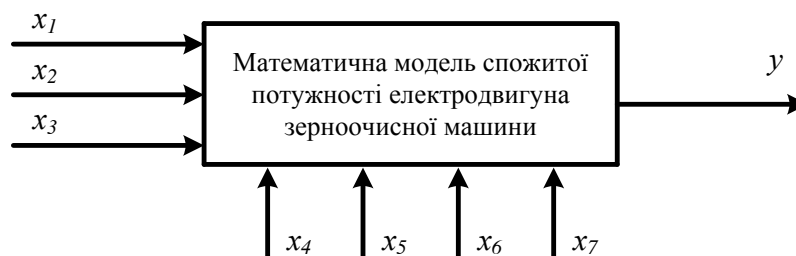 x1
x2
x3
Математична модель спожитої
потужності електродвигуна
зерноочисної машини
y
x4 x5 x6 x7